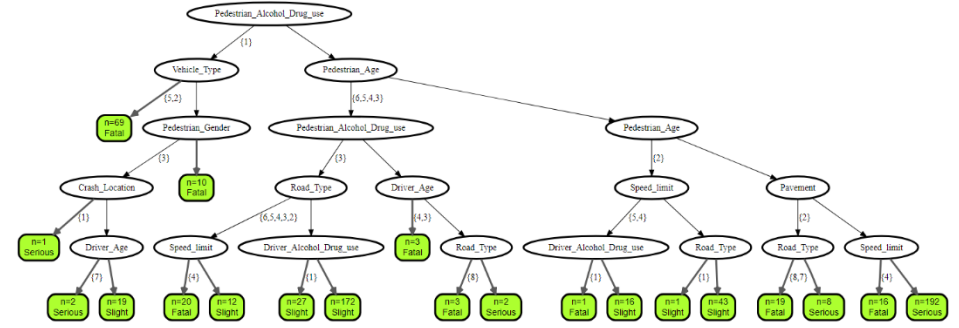 Pedestrian_Alcohol_Drug_use
{1}
Vehicle_Type
Pedestrian_Age
{5,2}
{6,5,4,3}
n=69
Fatal
Pedestrian_Gender
Pedestrian_Alcohol_Drug_use
Pedestrian_Age
{3}
{3}
{2}
Crash_Location
n=10
Fatal
Road_Type
Driver_Age
Speed_limit
Pavement
{1}
{6,5,4,3,2}
{4,3}
{5,4}
{2}
n=1
Serious
Driver_Age
Speed_limit
Driver_Alcohol_Drug_use
n=3
Fatal
Road_Type
Driver_Alcohol_Drug_use
Road_Type
Road_Type
Speed_limit
{7}
{4}
{1}
{8}
{1}
{1}
{8,7}
{4}
n=2
Serious
n=19
Slight
n=20
Fatal
n=12
Slight
n=27
Slight
n=172
Slight
n=3
Fatal
n=2
Serious
n=1
Fatal
n=16
Slight
n=1
Slight
n=43
Slight
n=19
Fatal
n=8
Serious
n=16
Fatal
n=192
Serious